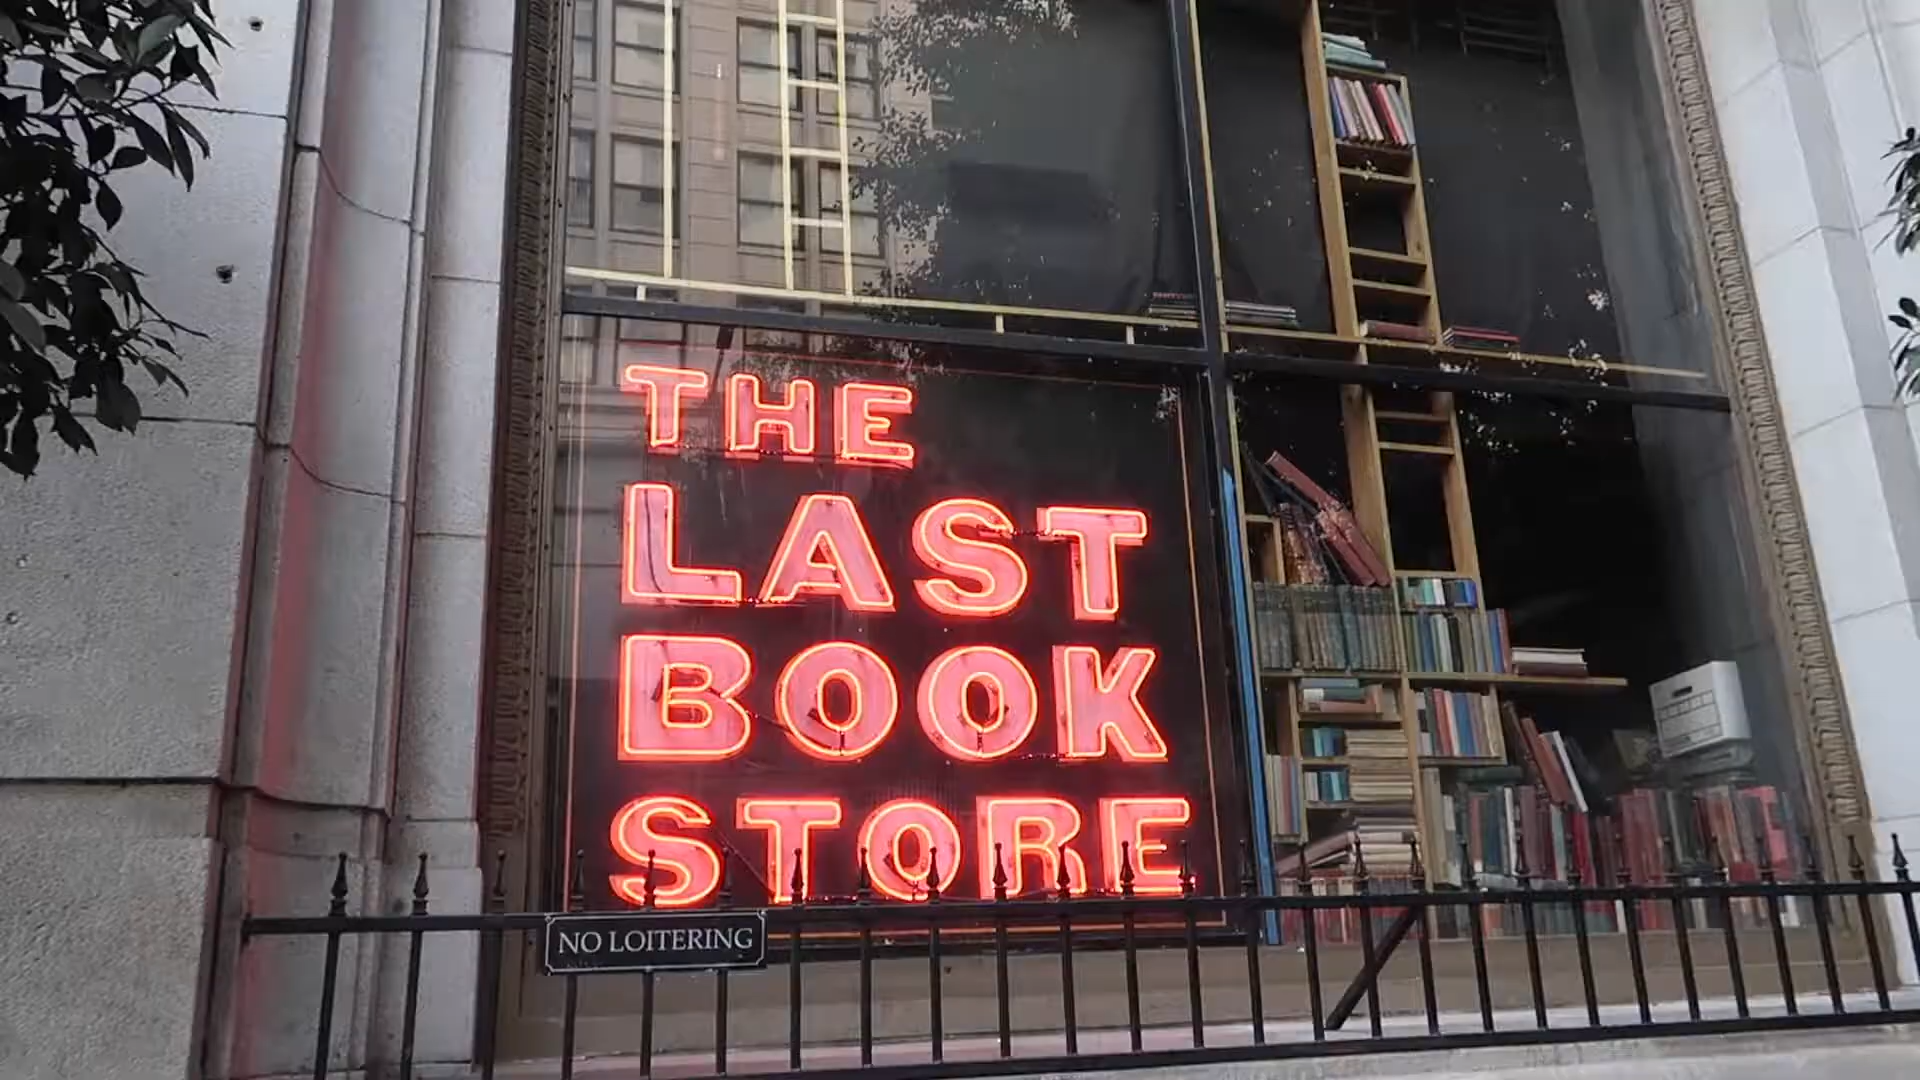 THE
LAST
BOOK
STORE
NO LOITERING